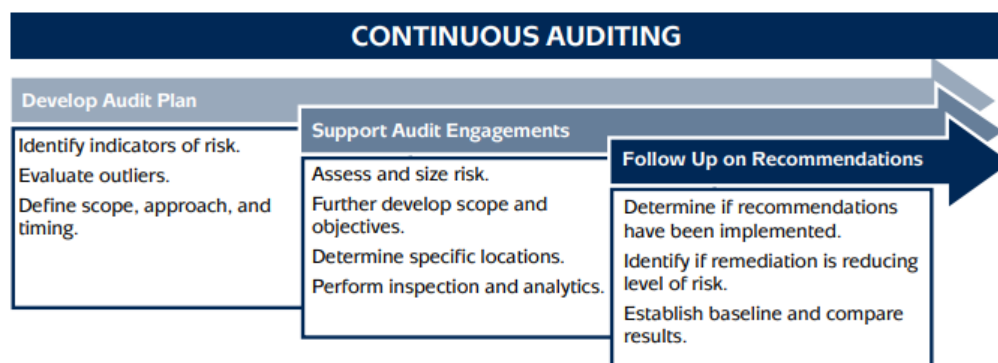 CONTINUOUS AUDITING
Develop Audit Plan
Identify indicators of risk.
Evaluate outliers.
Define scope, approach, and
timing.
Support Audit Engagements
Assess and size risk.
Further develop scope and
objectives.
Determine specific locations.
Perform inspection and analytics.
Follow Up on Recommendations
Determine if recommendations
have been implemented.
Identify if remediation is reducing
level of risk.
Establish baseline and compare
results.